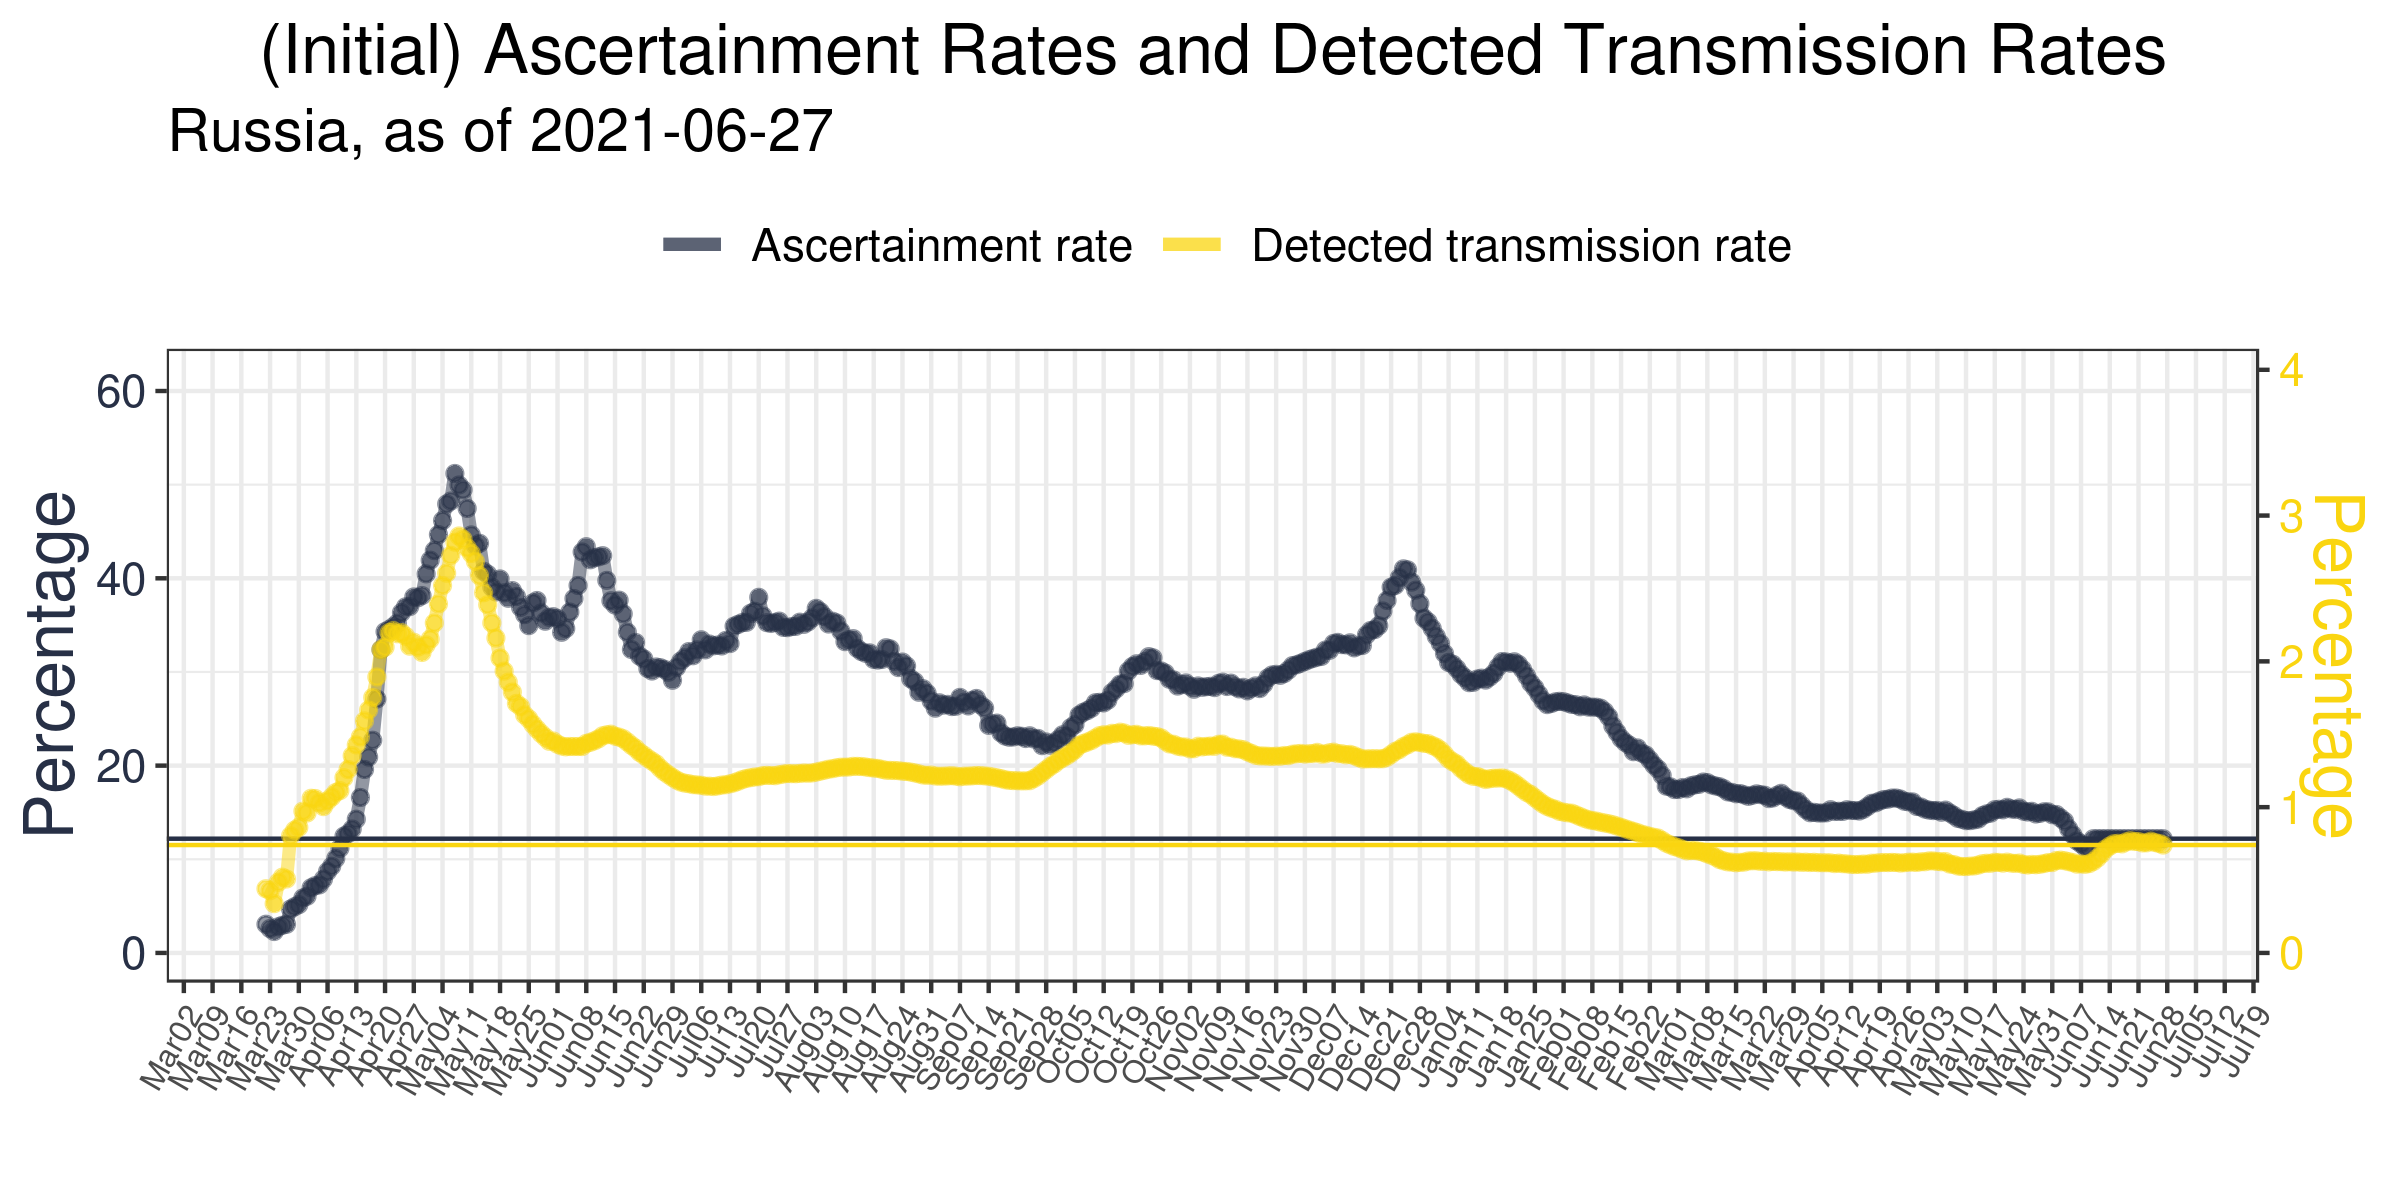 (Initial) Ascertainment Rates and Detected Transmission Rates
Russia, as of 2021-06-27
Ascertainment rate
Detected transmission rate
Percentage
60
40
20
0
4
3
2
1
0
Percentage
Mar02
Mar09
Mar16
Mar23
Mar30
Apr06
Apr13
Apr20
Apr27
May04
May11
May18
May25
Jun01
Jun08
Jun15
Jun22
Jun29
Jul06
Jul13
Jul20
Jul27
Aug03
Aug10
Aug17
Aug24
Aug31
Sep07
Sep14
Sep21
Sep28
Oct05
Oct12
Oct19
Oct26
Nov02
Nov09
Nov16
Nov23
Nov30
Dec07
Dec14
Dec21
Dec28
Jan04
Jan11
Jan18
Jan25
Feb01
Feb08
Feb15
Feb22
Mar01
Mar08
Mar15
Mar22
Mar29
Apr05
Apr12
Apr19
Apr26
May03
May10
May17
May24
May31
Jun07
Jun14
Jun21
Jun28
Jul05
Jul12
Jul19